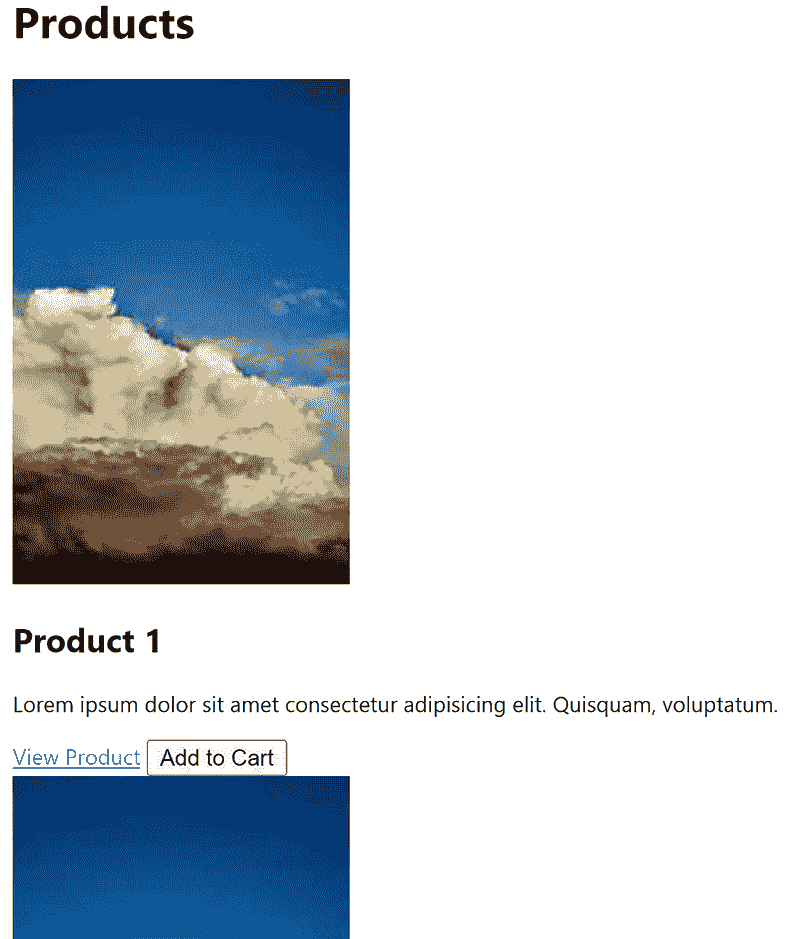 Products
Product 1
Lorem ipsum dolor sit amet consectetur adipisicing elit. Quisquam, voluptatum.
View Product Add to Cart